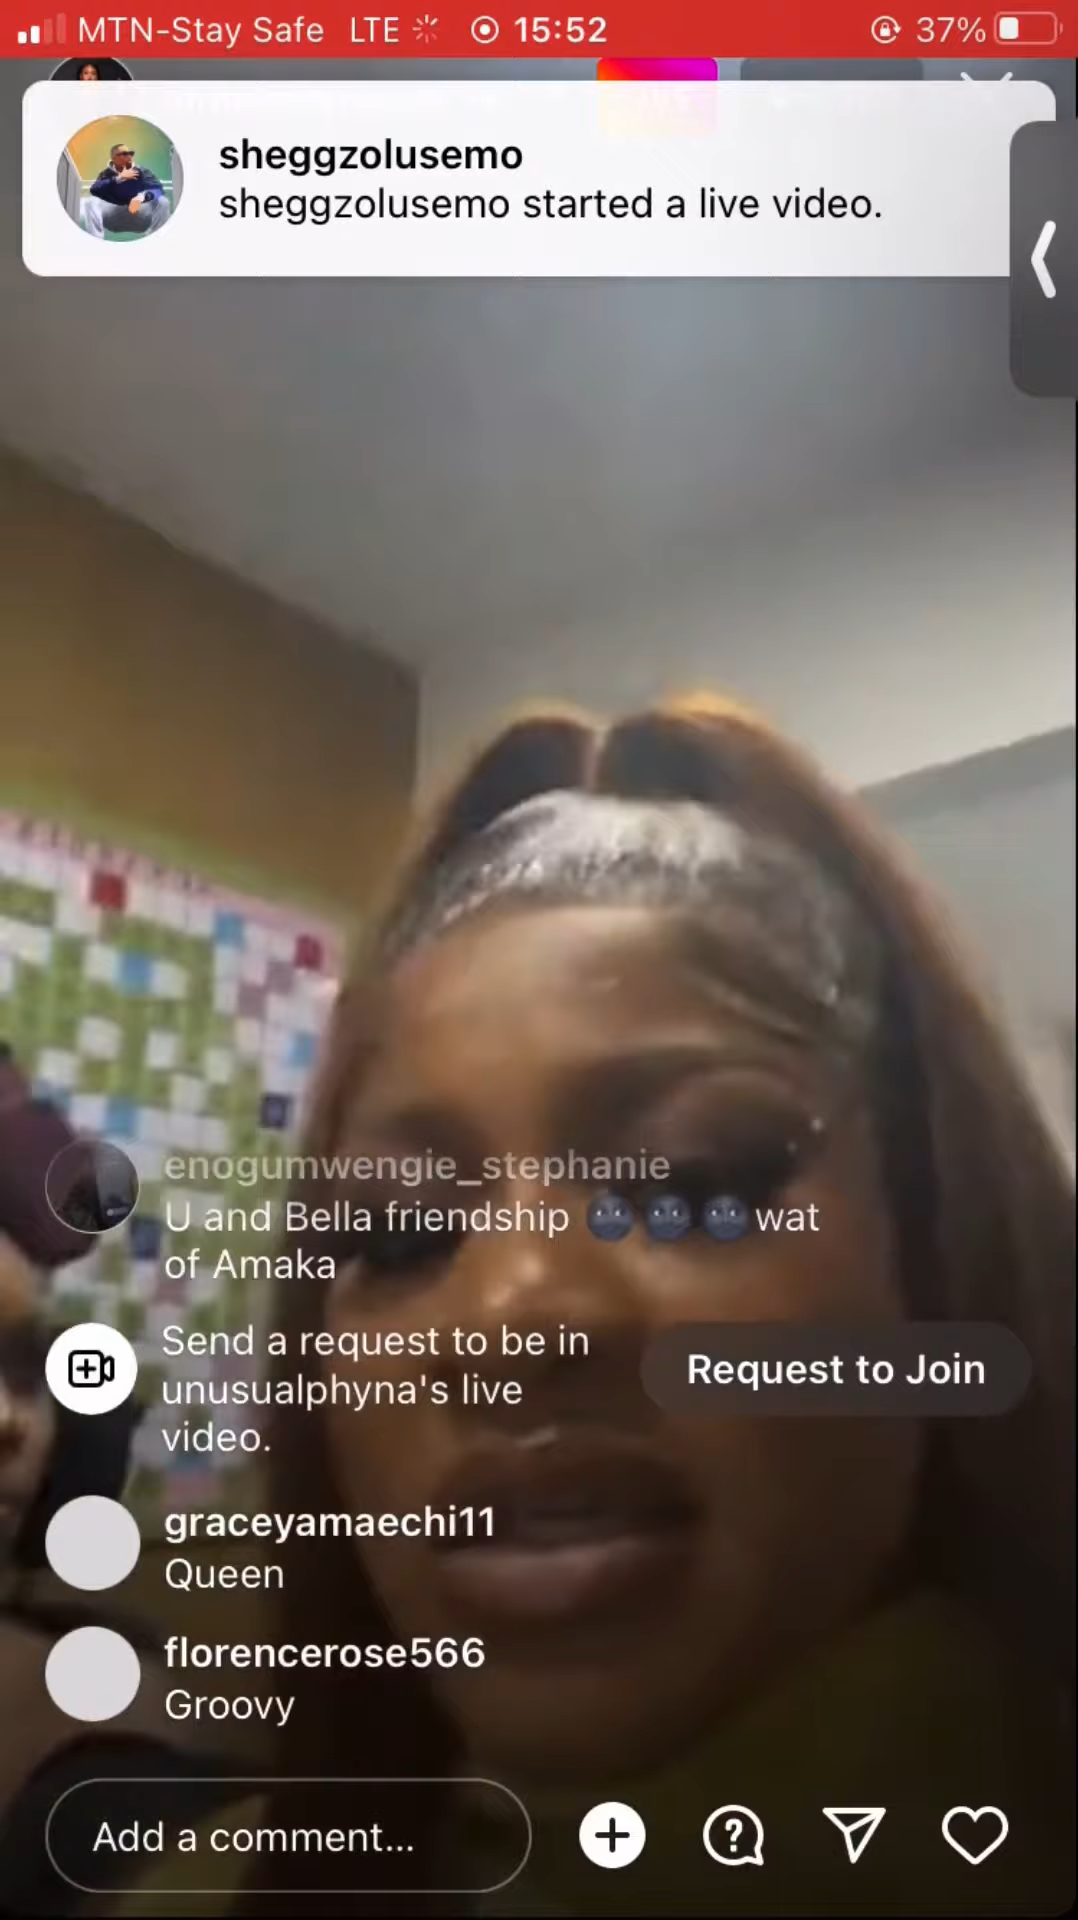 MTN-Stay Safe LTE 15:52 37%
sheggzolusemo
sheggzolusemo started a live video.
enogumwengie_stephanie
U and Bella friendship 🌚🌚🌚 wat
of Amaka
Send a request to be in
unusualphyna's live
video.
Request to Join
graceyamaechi11
Queen
florencerose566
Groovy
Add a comment...